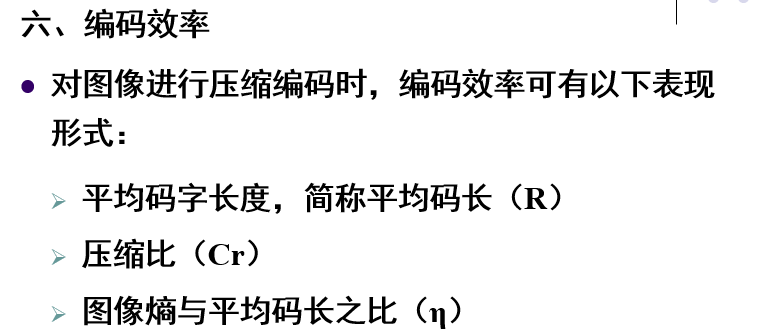 六、编码效率
对图像进行压缩编码时，编码效率可有以下表现
形式：
平均码字长度，简称平均码长（R）
压缩比（Cr）
图像熵与平均码长之比（η）